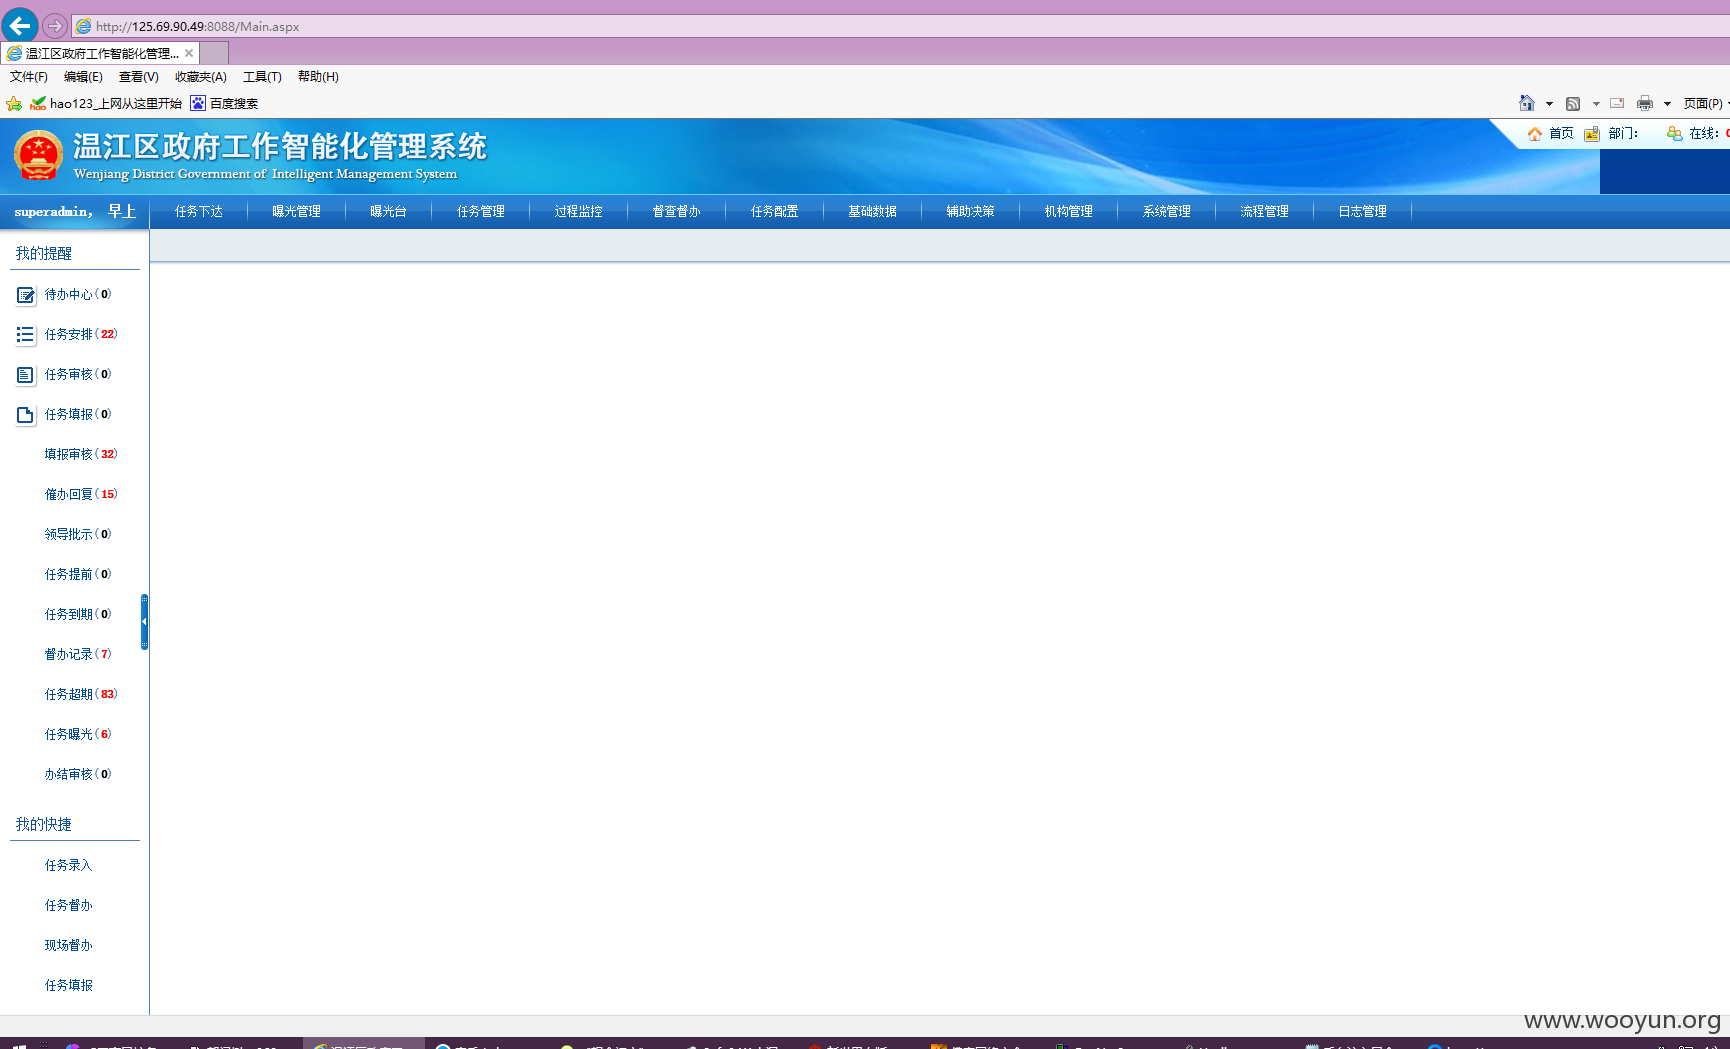 http://125.69.90.49:8088/Main.aspx
温江区政府工作智能化管理...
文件(F) 编辑(E) 查看(V) 收藏夹(A) 工具(T) 帮助(H)
hao123_上网从这里开始 百度搜索
页面(P)
温江区政府工作智能化管理系统
Wenjiang District Government of Intelligent Management System
首页 部门: 在线:
superadmin, 早上
任务下达 曝光管理 曝光台 任务管理 过程监控 督查督办 任务配置 基础数据 辅助决策 机构管理 系统管理 流程管理 日志管理
我的提醒
待办中心(0)
任务安排(22)
任务审核(0)
任务填报(0)
填报审核(32)
催办回复(15)
领导批示(0)
任务提前(0)
任务到期(0)
督办记录(7)
任务超期(83)
任务曝光(6)
办结审核(0)
我的快捷
任务录入
任务督办
现场督办
任务填报
www.wooyun.org